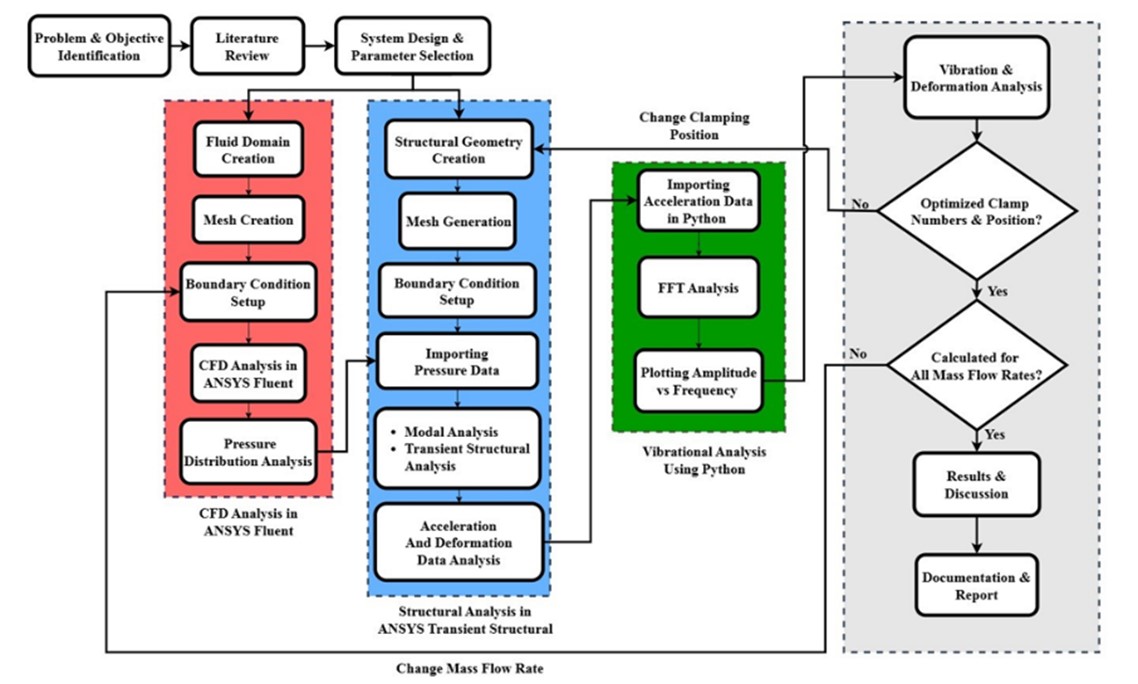 Problem & Objective
Identification
Literature
Review
System Design &
Parameter Selection
Fluid Domain
Creation
Mesh Creation
Boundary Condition
Setup
CFD Analysis in
ANSYS Fluent
Pressure
Distribution Analysis
CFD Analysis in
ANSYS Fluent
Structural Geometry
Creation
Mesh Generation
Boundary Condition
Setup
Importing
Pressure Data
• Modal Analysis
• Transient Structural
Analysis
Acceleration
And Deformation
Data Analysis
Structural Analysis in
ANSYS Transient Structural
Change Clamping
Position
Importing
Acceleration Data
in Python
FFT Analysis
Plotting Amplitude
vs Frequency
Vibrational Analysis
Using Python
Vibration &
Deformation Analysis
Optimized Clamp
Numbers & Position?
No
Yes
Calculated for
All Mass Flow Rates?
No
Yes
Results &
Discussion
Documentation &
Report
Change Mass Flow Rate